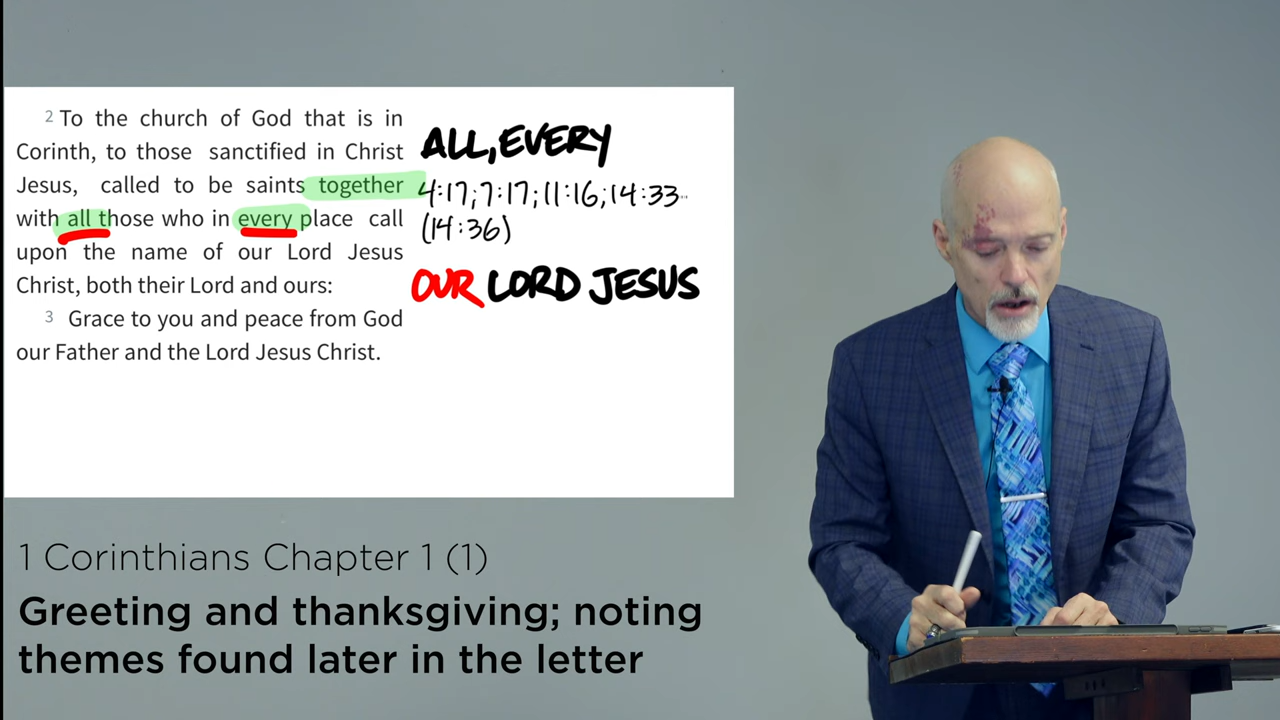 2 To the church of God that is in
Corinth, to those sanctified in Christ
Jesus, called to be saints together
with all those who in every place call
upon the name of our Lord Jesus
Christ, both their Lord and ours:
3 Grace to you and peace from God
our Father and the Lord Jesus Christ.
ALL, EVERY
4:17; 7:17; 11:16; 14:33
(14:36)
OUR LORD JESUS
1 Corinthians Chapter 1 (1)
Greeting and thanksgiving; noting
themes found later in the letter